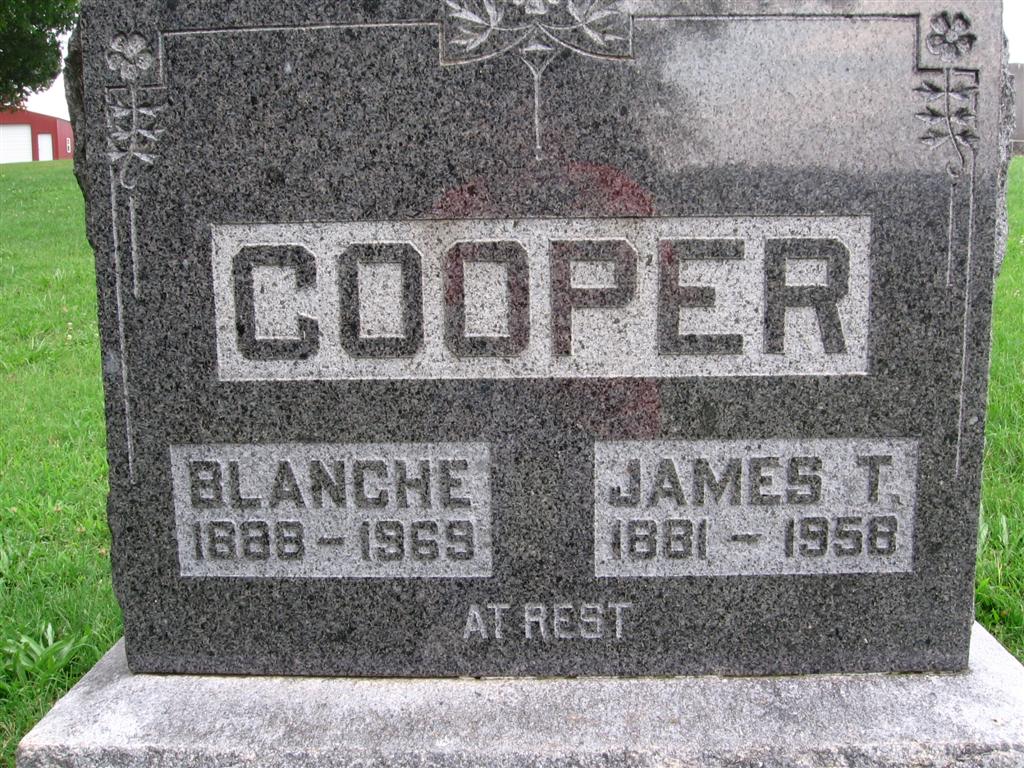 COOPER
BLANCHE
1888 - 1969
JAMES T.
1881 - 1958
AT REST